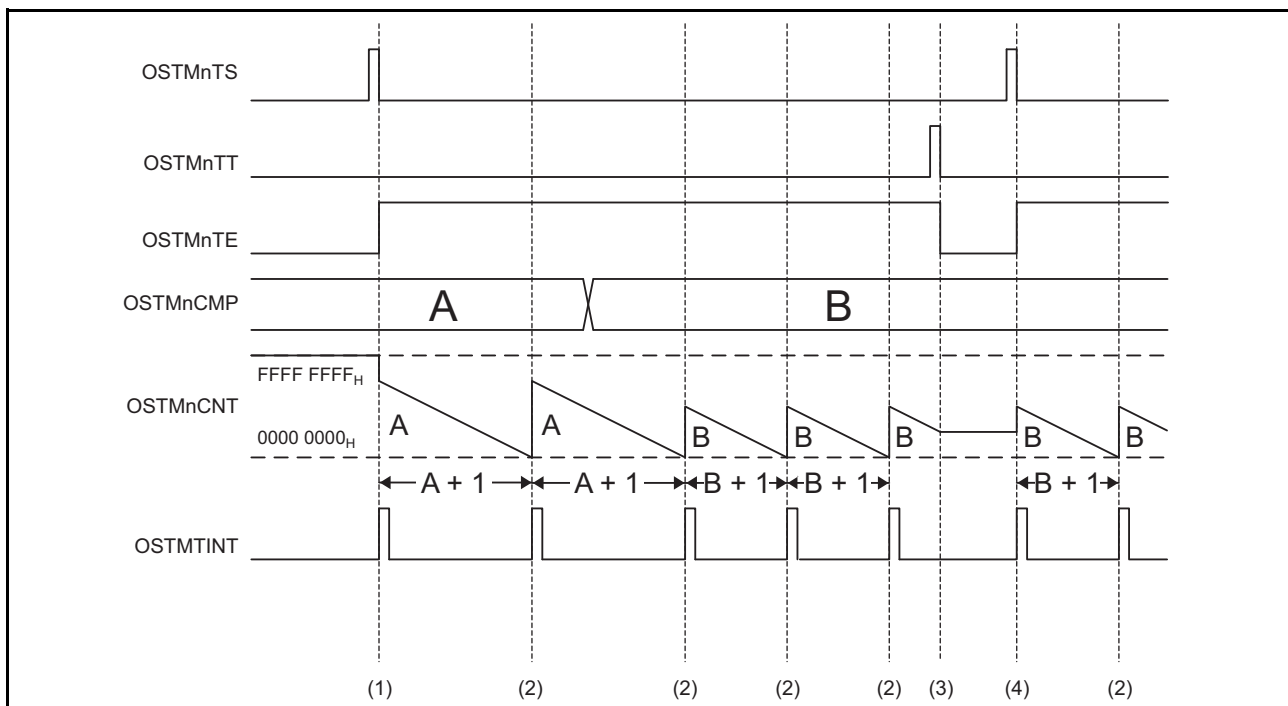 OSTMnTS
OSTMnTT
OSTMnTE
OSTMnCMP
A B
FFFF FFFFH
OSTMnCNT
0000 0000H
A A B B B B B
A + 1 A + 1 B + 1 B + 1 B + 1
OSTMTINT
(1) (2) (2) (2) (2) (3) (4) (2)